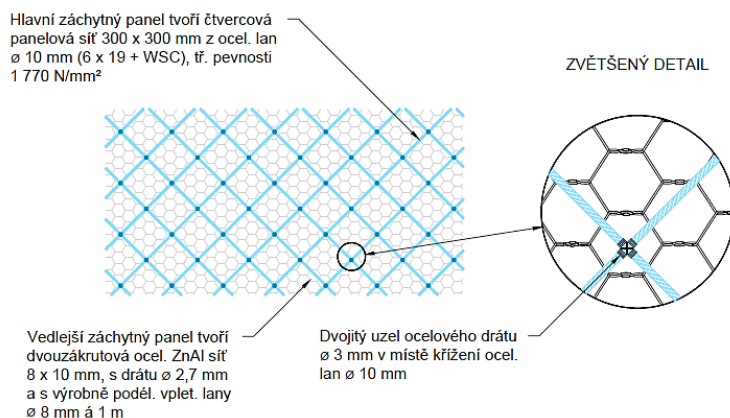 Hlavní záchytný panel tvoří čtvercová
panelová síť 300 x 300 mm z ocel. lan
ø 10 mm (6 x 19 + WSC), tř. pevnosti
1 770 N/mm²
ZVĚTŠENÝ DETAIL
Vedlejší záchytný panel tvoří
dvouzákrutová ocel. ZnAl síť
8 x 10 mm, s drátu ø 2,7 mm
a s výrobně podél. vplet. lany
ø 8 mm á 1 m
Dvojitý uzel ocelového drátu
ø 3 mm v místě křížení ocel.
lan ø 10 mm